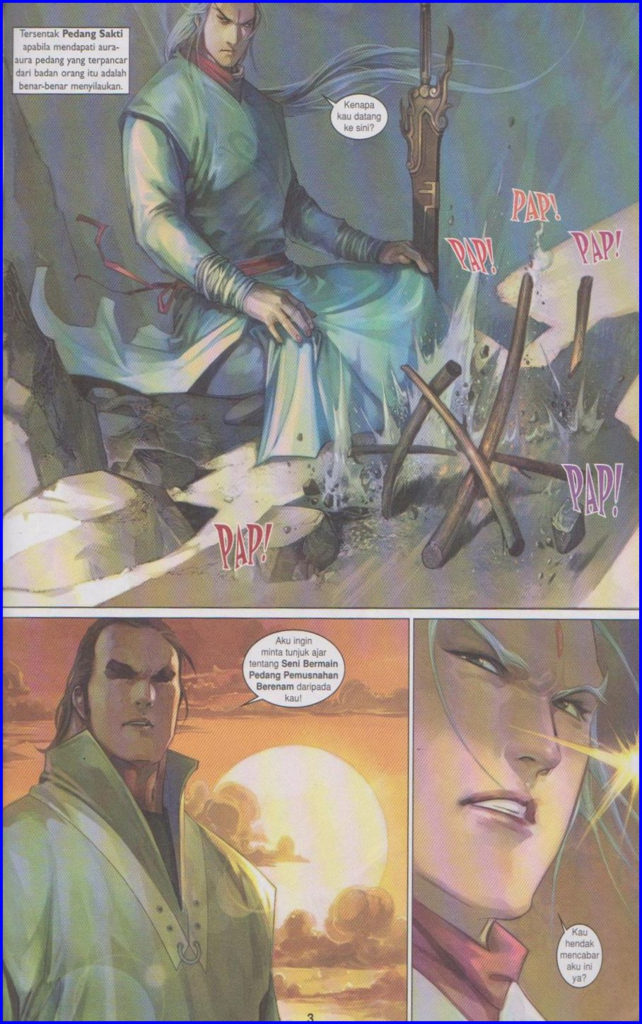 Tersentak Pedang Sakti
apabila mendapati aura-
aura pedang yang terpancar
dari badan orang itu adalah
benar-benar menyilaukan.
Kenapa
kau datang
ke sini?
PAP!
PAP!
PAP!
PAP!
PAP!
Aku ingin
minta tunjuk ajar
tentang Seni Bermain
Pedang Pemusnahan
Berenam daripada
kau!
Kau
hendak
mencabar
aku ini
ya?
3